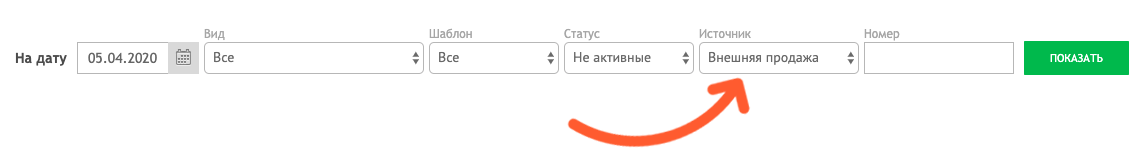 Вид Шаблон Статус Источник Номер
На дату 05.04.2020 Все Все Не активные Внешняя продажа ПОКАЗАТЬ